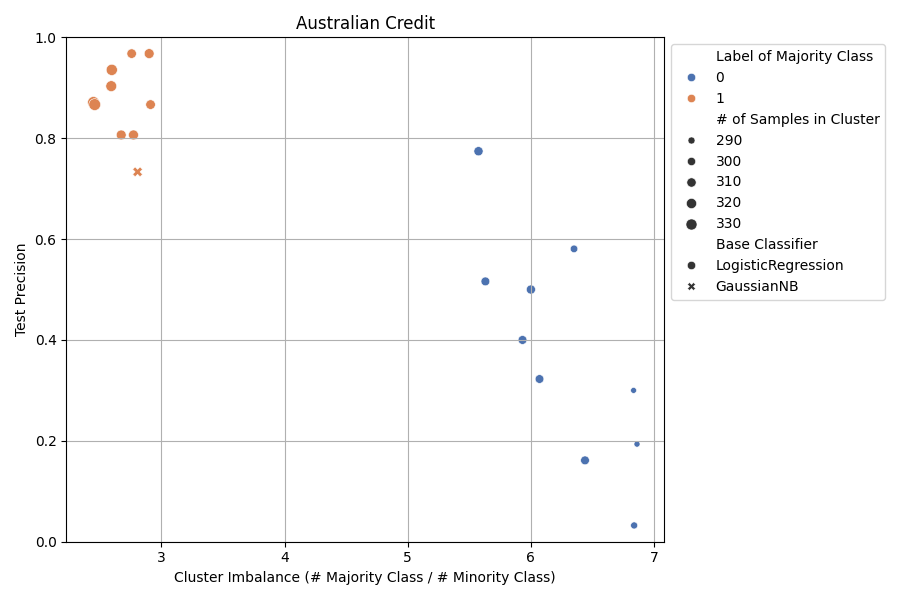 Australian Credit
1.0
0.8
0.6
0.4
0.2
0.0
Test Precision
3
4
5
6
7
Cluster Imbalance (# Majority Class / # Minority Class)
Label of Majority Class
0
1
# of Samples in Cluster
290
300
310
320
330
Base Classifier
LogisticRegression
GaussianNB